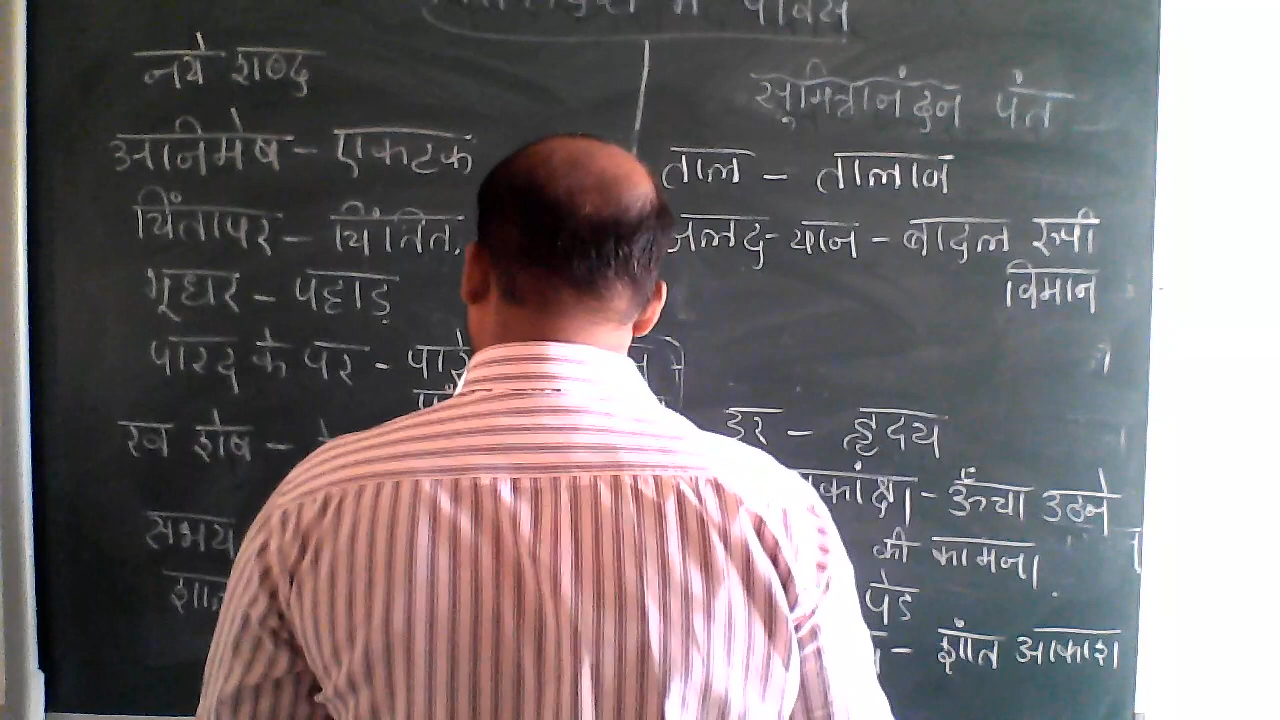 में पावस
नये शब्द
सुमित्रानंदन पंत
अनिमेष - एकटक
ताल - तालाब
चिंतापर - चिंतित,
जलद-यान - बादल रुपी
विमान
भूधर - पहाड़
पारद के पर - पारे
रव शेष -
उर - हृदय
ऊँचा उठने
की कामना
सभय
पेड
शांत आकाश